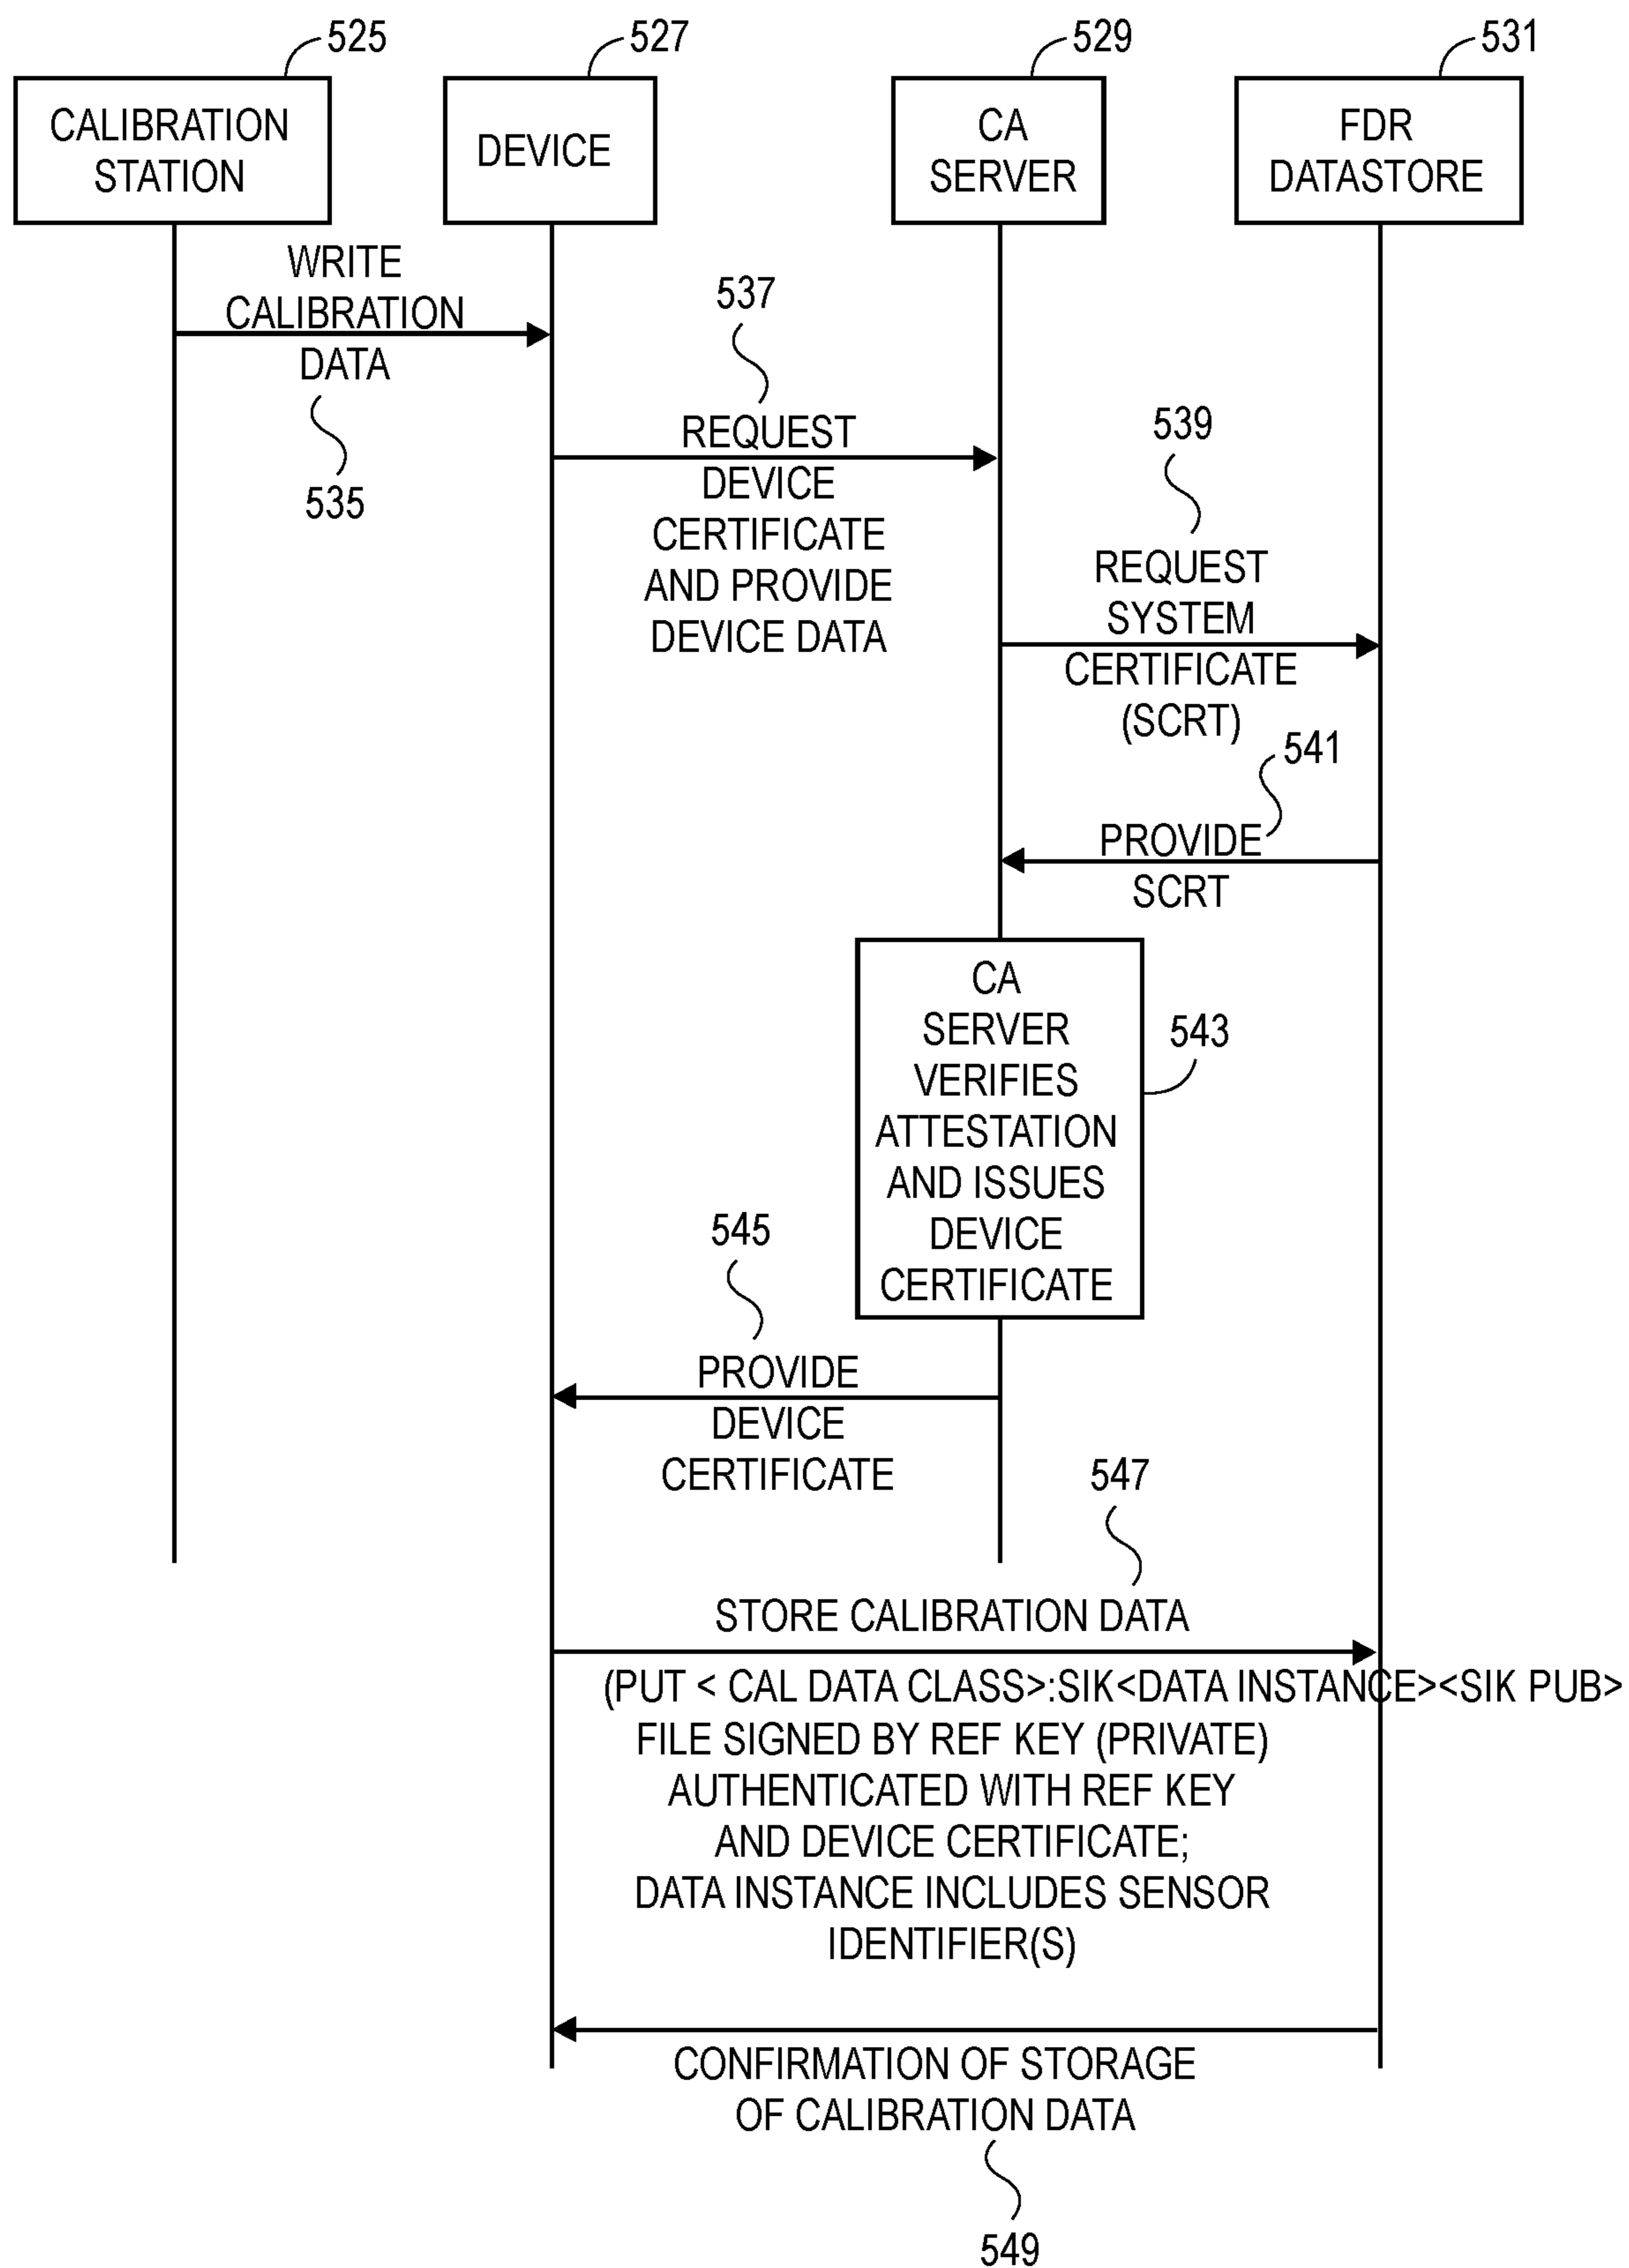 525
527
529
531
CALIBRATION
STATION
DEVICE
CA
SERVER
FDR
DATASTORE
WRITE
CALIBRATION
DATA
535
537
REQUEST
DEVICE
CERTIFICATE
AND PROVIDE
DEVICE DATA
539
REQUEST
SYSTEM
CERTIFICATE
(SCRT)
541
PROVIDE
SCRT
CA
SERVER
VERIFIES
ATTESTATION
AND ISSUES
DEVICE
CERTIFICATE
543
545
PROVIDE
DEVICE
CERTIFICATE
547
STORE CALIBRATION DATA
(PUT < CAL DATA CLASS>:SIK<DATA INSTANCE><SIK PUB>
FILE SIGNED BY REF KEY (PRIVATE)
AUTHENTICATED WITH REF KEY
AND DEVICE CERTIFICATE;
DATA INSTANCE INCLUDES SENSOR
IDENTIFIER(S)
CONFIRMATION OF STORAGE
OF CALIBRATION DATA
549